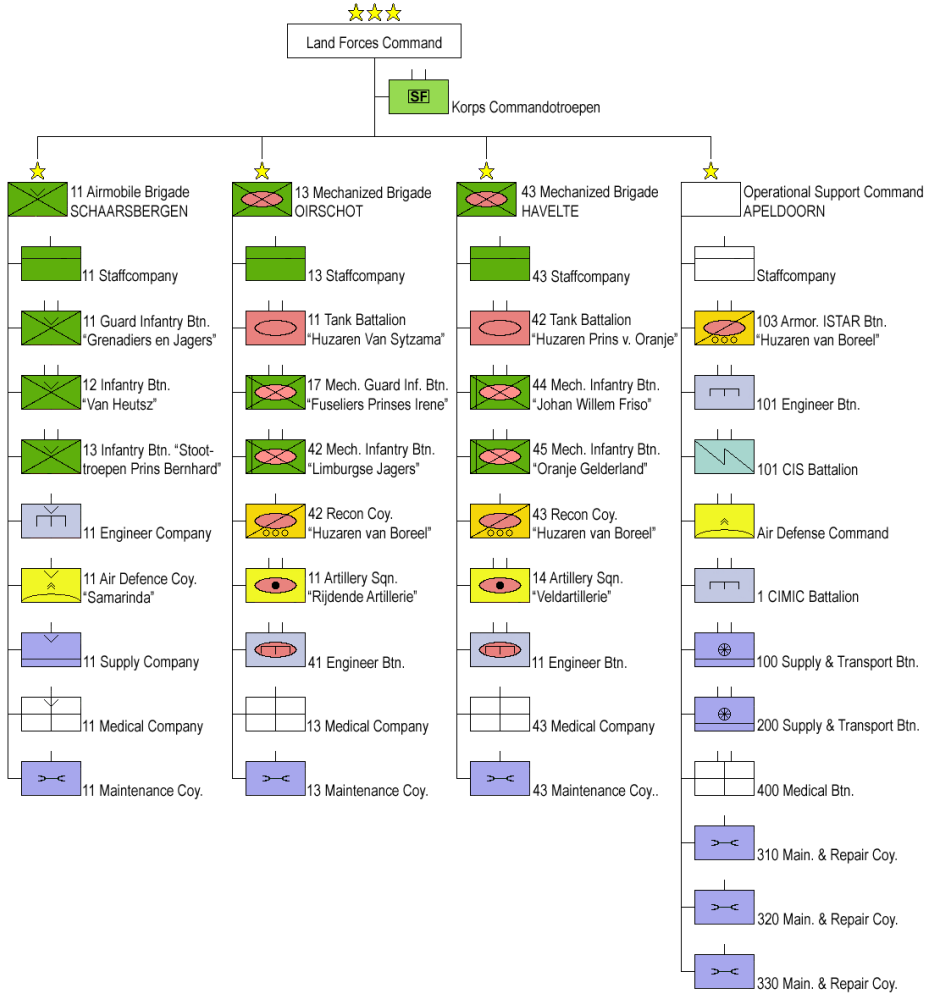 Land Forces Command
SF
Korps Commandotroepen
11 Airmobile Brigade
SCHAARSBERGEN
11 Staffcompany
11 Guard Infantry Btn.
“Grenadiers en Jagers”
12 Infantry Btn.
“Van Heutsz”
13 Infantry Btn. “Stoot-
troepen Prins Bernhard”
11 Engineer Company
11 Air Defence Coy.
“Samarinda”
11 Supply Company
11 Medical Company
11 Maintenance Coy.
13 Mechanized Brigade
OIRSCHOT
13 Staffcompany
11 Tank Battalion
“Huzaren Van Sytzama”
17 Mech. Guard Inf. Btn.
“Fuseliers Prinses Irene”
42 Mech. Infantry Btn.
“Limburgse Jagers”
42 Recon Coy.
“Huzaren van Boreel”
11 Artillery Sqn.
“Rijdende Artillerie”
41 Engineer Btn.
13 Medical Company
13 Maintenance Coy.
43 Mechanized Brigade
HAVELTE
43 Staffcompany
42 Tank Battalion
“Huzaren Prins v. Oranje”
44 Mech. Infantry Btn.
“Johan Willem Friso”
45 Mech. Infantry Btn.
“Oranje Gelderland”
43 Recon Coy.
“Huzaren van Boreel”
14 Artillery Sqn.
“Veldartillerie”
11 Engineer Btn.
43 Medical Company
43 Maintenance Coy..
Operational Support Command
APELDOORN
Staffcompany
103 Armor. ISTAR Btn.
“Huzaren van Boreel”
101 Engineer Btn.
101 CIS Battalion
Air Defense Command
1 CIMIC Battalion
100 Supply & Transport Btn.
200 Supply & Transport Btn.
400 Medical Btn.
310 Main. & Repair Coy.
320 Main. & Repair Coy.
330 Main. & Repair Coy.